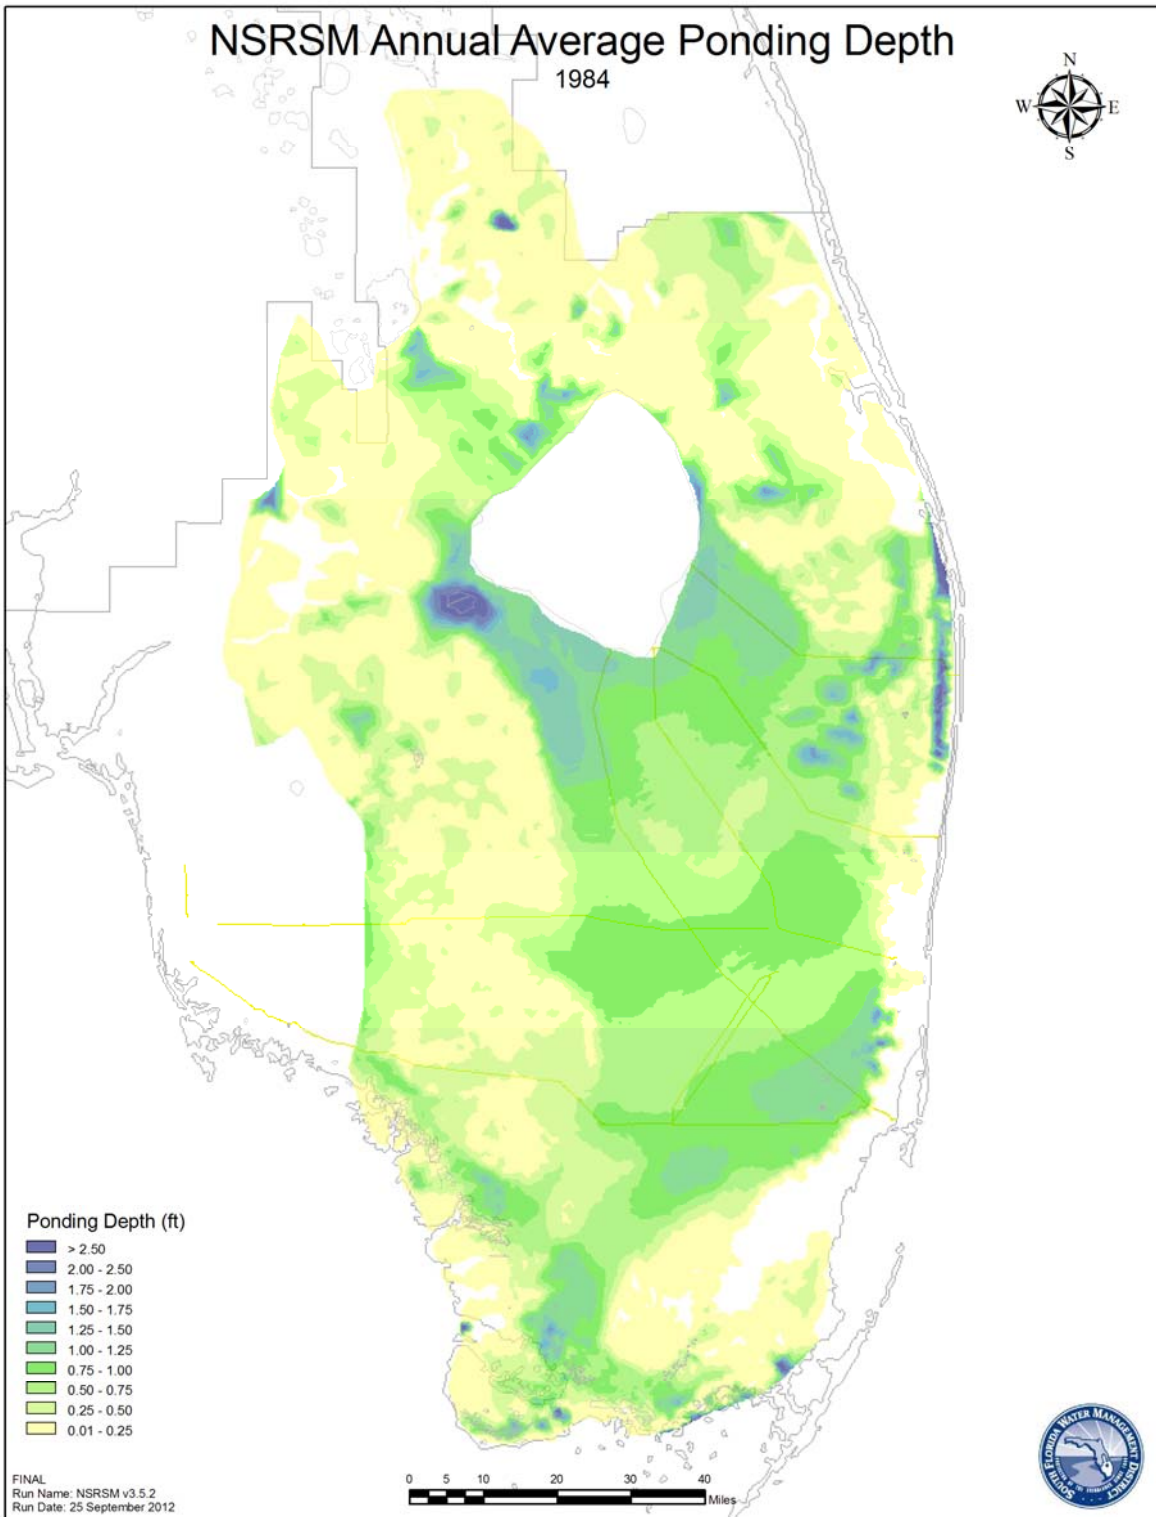 NSRSM Annual Average Ponding Depth
1984
N
W E
S
Ponding Depth (ft)
> 2.50
2.00 - 2.50
1.75 - 2.00
1.50 - 1.75
1.25 - 1.50
1.00 - 1.25
0.75 - 1.00
0.50 - 0.75
0.25 - 0.50
0.01 - 0.25
FINAL
Run Name: NSRSM v3.5.2
Run Date: 25 September 2012
0 5 10 20 30 40
Miles
SOUTH FLORIDA WATER MANAGEMENT DISTRICT